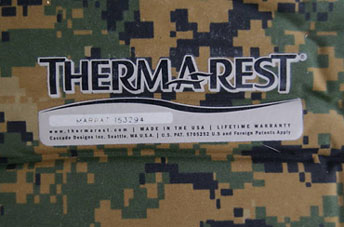 THERMAREST®
MARPAT 153294
www.thermarest.com | MADE IN THE USA | LIFETIME WARRANTY
Cascade Designs Inc. Seattle, WA U.S.A. | U.S. PAT. 5795252 U.S and Foreign Patents Apply